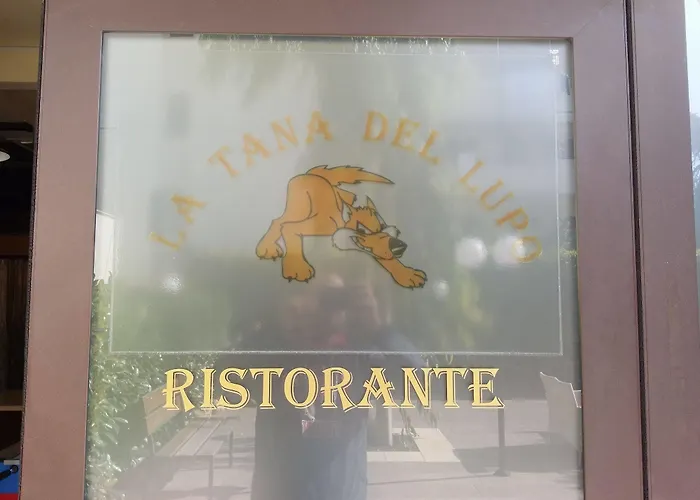 LA TANA DEL LUPO
RISTORANTE